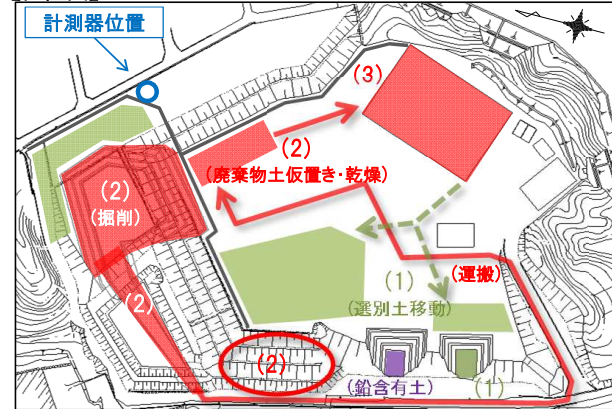 計測器位置
(3)
(2)
(廃棄物土仮置き・乾燥)
(2)
(掘削)
(2)
(1)
(選別土移動)
(運搬)
(2)
(鉛含有土)
(1)